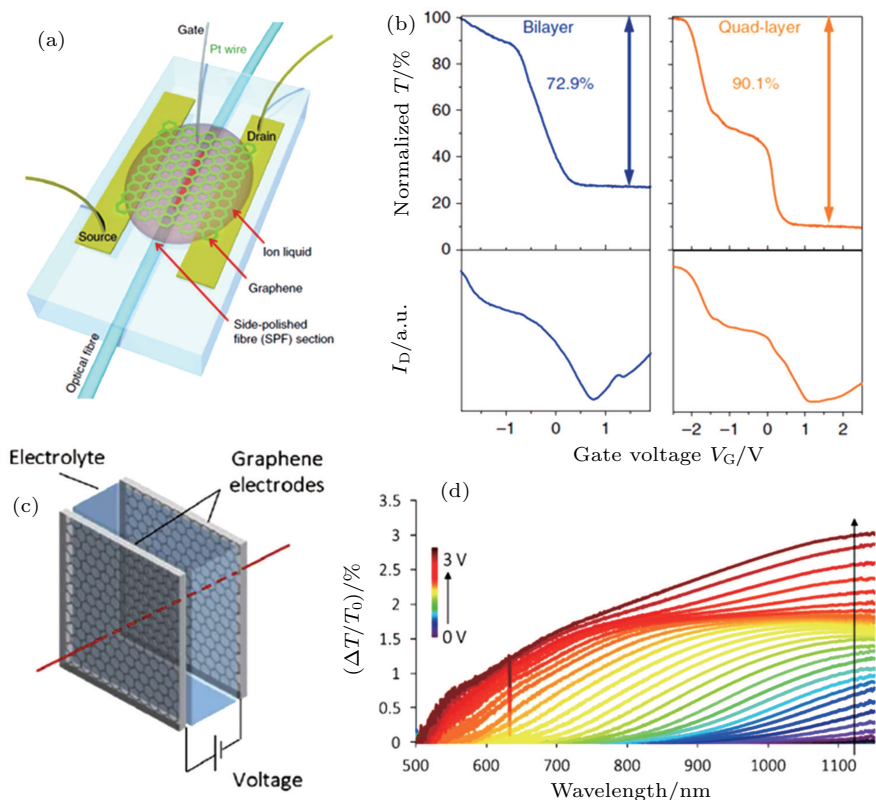 (a)
Gate
Pt wire
Drain
Source
Ion liquid
Graphene
Side-polished
fibre (SPF) section
Optical fibre
(b)
Normalized T/%
100
80
60
40
20
0
Bilayer
72.9%
Quad-layer
90.1%
I_D/a.u.
−1 0 1
−2 −1 0 1 2
Gate voltage V_G/V
(c)
Electrolyte
Graphene
electrodes
Voltage
(d)
(ΔT/T_0)/%
3.5
3
2.5
2
1.5
1
0.5
0
3 V
0 V
500 600 700 800 900 1000 1100
Wavelength/nm